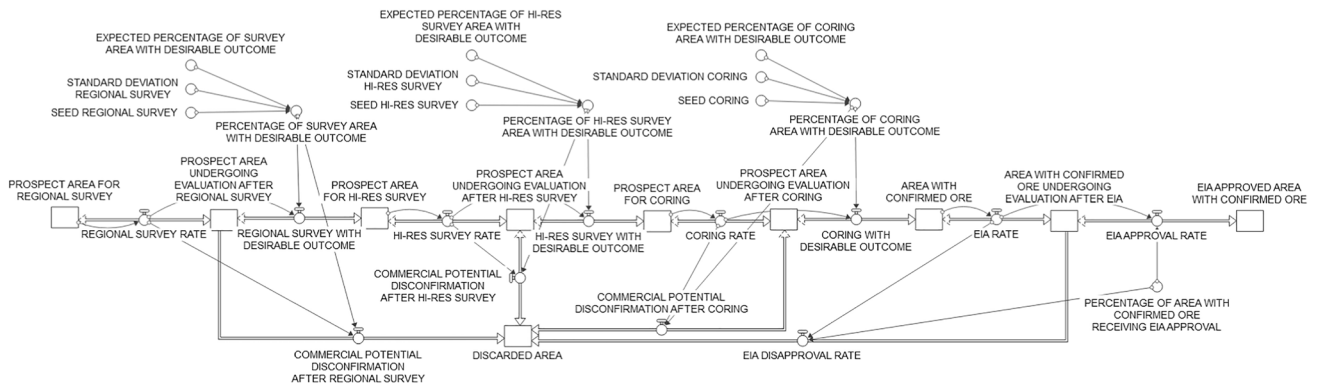 EXPECTED PERCENTAGE OF SURVEY
AREA WITH DESIRABLE OUTCOME
STANDARD DEVIATION
REGIONAL SURVEY
SEED REGIONAL SURVEY
PERCENTAGE OF SURVEY AREA
WITH DESIRABLE OUTCOME
EXPECTED PERCENTAGE OF HI-RES
SURVEY AREA WITH
DESIRABLE OUTCOME
STANDARD DEVIATION
HI-RES SURVEY
SEED HI-RES SURVEY
PERCENTAGE OF HI-RES SURVEY
AREA WITH DESIRABLE OUTCOME
EXPECTED PERCENTAGE OF CORING
AREA WITH DESIRABLE OUTCOME
STANDARD DEVIATION CORING
SEED CORING
PERCENTAGE OF CORING
AREA WITH DESIRABLE OUTCOME
PROSPECT AREA FOR
REGIONAL SURVEY
REGIONAL SURVEY RATE
PROSPECT AREA
UNDERGOING
EVALUATION AFTER
REGIONAL SURVEY
REGIONAL SURVEY WITH
DESIRABLE OUTCOME
PROSPECT AREA
FOR HI-RES SURVEY
HI-RES SURVEY RATE
PROSPECT AREA
UNDERGOING EVALUATION
AFTER HI-RES SURVEY
HI-RES SURVEY WITH
DESIRABLE OUTCOME
PROSPECT AREA
FOR CORING
CORING RATE
PROSPECT AREA
UNDERGOING EVALUATION
AFTER CORING
CORING WITH
DESIRABLE OUTCOME
AREA WITH
CONFIRMED ORE
EIA RATE
AREA WITH CONFIRMED
ORE UNDERGOING
EVALUATION AFTER EIA
EIA APPROVAL RATE
EIA APPROVED AREA
WITH CONFIRMED ORE
COMMERCIAL POTENTIAL
DISCONFIRMATION
AFTER HI-RES SURVEY
COMMERCIAL POTENTIAL
DISCONFIRMATION AFTER CORING
PERCENTAGE OF AREA WITH
CONFIRMED ORE
RECEIVING EIA APPROVAL
COMMERCIAL POTENTIAL
DISCONFIRMATION
AFTER REGIONAL SURVEY
DISCARDED AREA
EIA DISAPPROVAL RATE